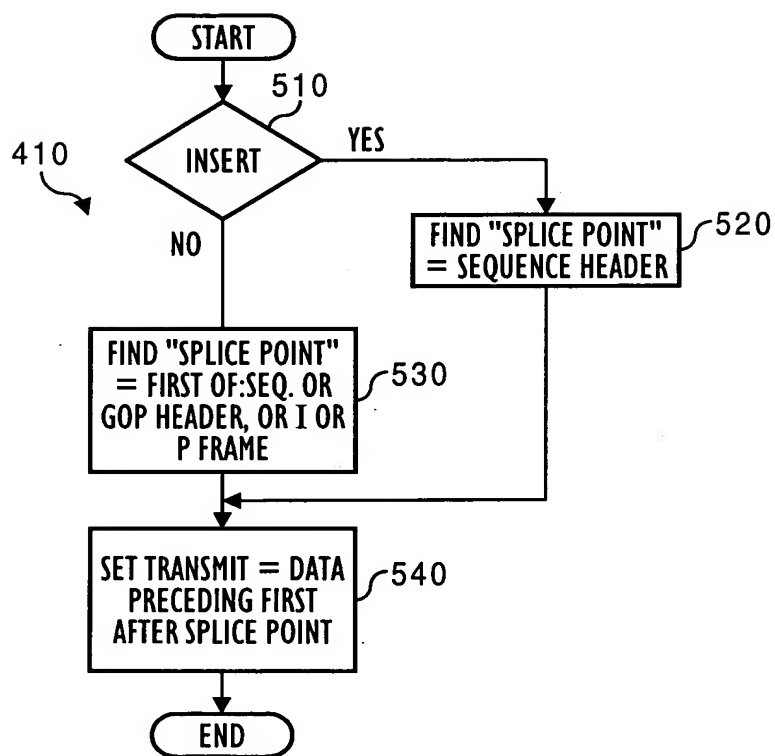 START
510
410
INSERT
YES
NO
FIND "SPLICE POINT"
= SEQUENCE HEADER
520
FIND "SPLICE POINT"
= FIRST OF:SEQ. OR
GOP HEADER, OR I OR
P FRAME
530
SET TRANSMIT = DATA
PRECEDING FIRST
AFTER SPLICE POINT
540
END